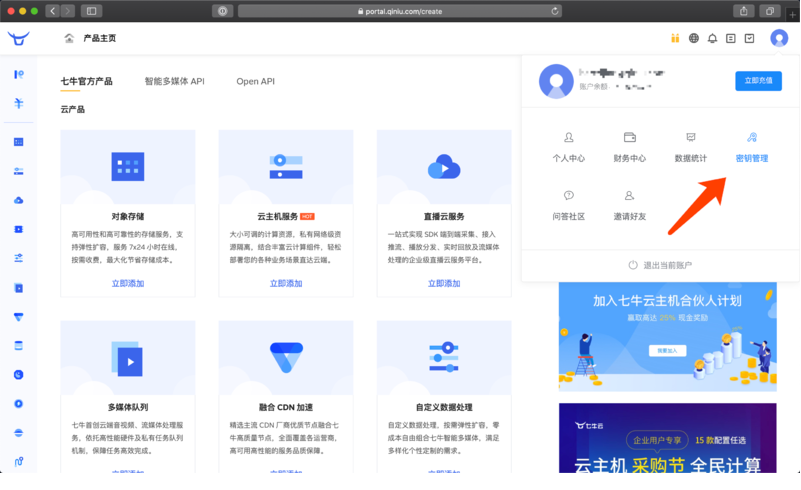 portal.qiniu.com/create
产品主页
七牛官方产品
智能多媒体 API
Open API
云产品
对象存储
高可用性和高可靠性的存储服务，支
持弹性扩容，服务 7x24 小时在线，
按需收费，最大化节省存储成本。
立即添加
云主机服务 HOT
大小可调的计算资源，私有网络级资
源隔离，结合丰富云计算组件，轻松
部署您的各种业务场景直达云端。
立即添加
直播云服务
一站式实现 SDK 端到端采集、接入
推流、播放分发、实时回放及流媒体
处理的企业级直播云服务平台。
立即添加
多媒体队列
七牛首创云端音视频、流媒体处理服
务，依托高性能硬件及私有任务队列
机制，保障任务高效完成。
立即添加
融合 CDN 加速
精选主流 CDN 厂商优质节点融合七
牛高质量节点，全面覆盖各运营商，
高可用高性能的服务品质保障。
立即添加
自定义数据处理
自定义数据处理，按需弹性扩容，零
成本自由组合七牛智能多媒体，满足
多样化个性定制的需求。
立即添加
账户余额
立即充值
个人中心
财务中心
数据统计
密钥管理
问答社区
邀请好友
退出当前账户
加入七牛云主机合伙人计划
赢取高达 25% 现金奖励
我要加入
七牛云
企业用户专享
15 款配置任选
云主机 采购节 全民计算